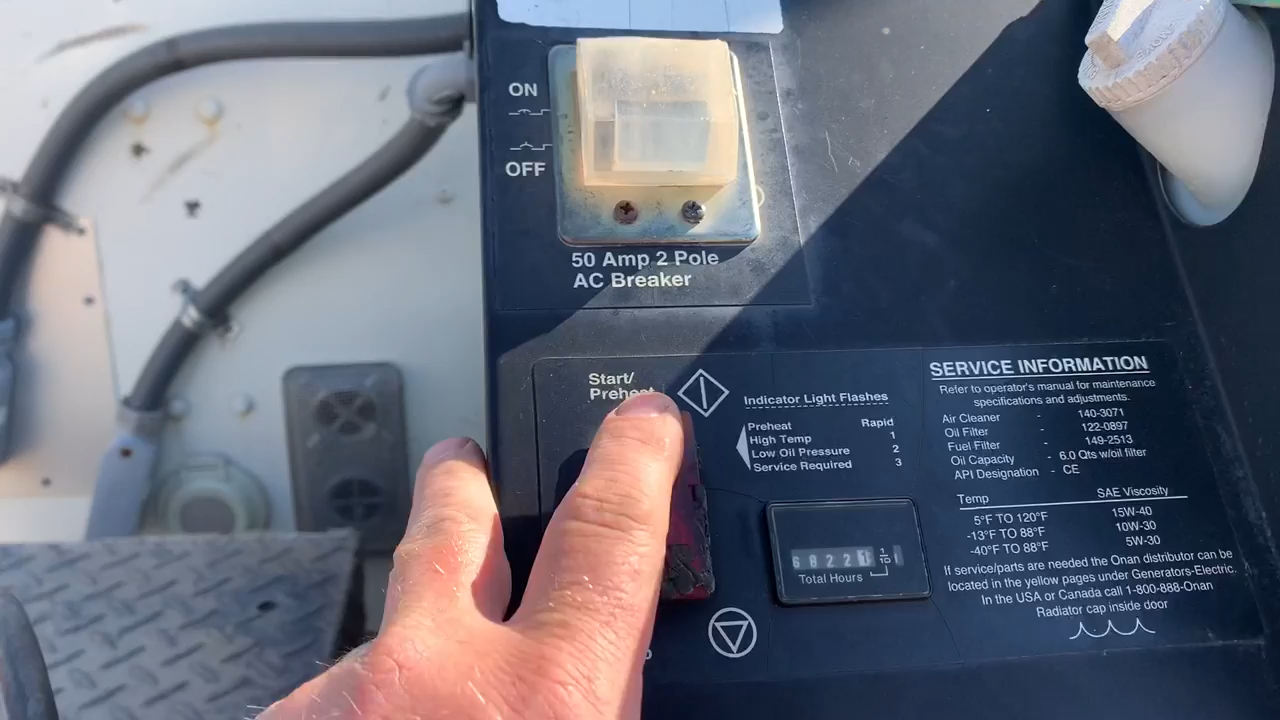 ON
OFF
50 Amp 2 Pole
AC Breaker
Start/
Preheat
Indicator Light Flashes
Preheat Rapid
High Temp 1
Low Oil Pressure 2
Service Required 3
68221
1/10
Total Hours
SERVICE INFORMATION
Refer to operator's manual for maintenance
specifications and adjustments.
Air Cleaner - 140-3071
Oil Filter - 122-0897
Fuel Filter - 149-2513
Oil Capacity - 6.0 Qts w/oil filter
API Designation - CE
Temp SAE Viscosity
5°F TO 120°F 15W-40
-13°F TO 88°F 10W-30
-40°F TO 88°F 5W-30
If service/parts are needed the Onan distributor can be
located in the yellow pages under Generators-Electric.
In the USA or Canada call 1-800-888-Onan
Radiator cap inside door